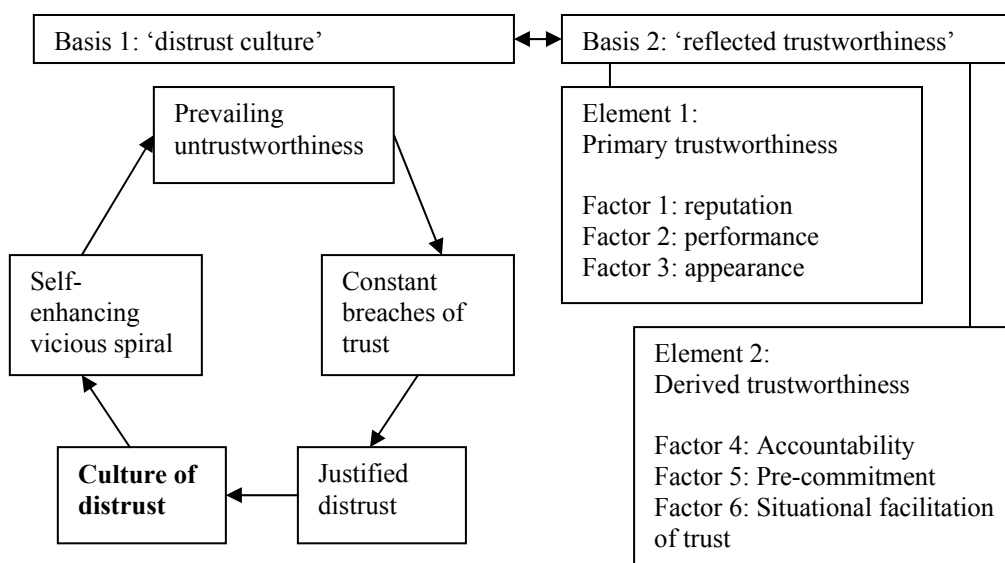 Basis 1: ‘distrust culture’
Basis 2: ‘reflected trustworthiness’
Prevailing
untrustworthiness
Constant
breaches of
trust
Justified
distrust
Culture of
distrust
Self-
enhancing
vicious spiral
Element 1:
Primary trustworthiness
Factor 1: reputation
Factor 2: performance
Factor 3: appearance
Element 2:
Derived trustworthiness
Factor 4: Accountability
Factor 5: Pre-commitment
Factor 6: Situational facilitation
of trust